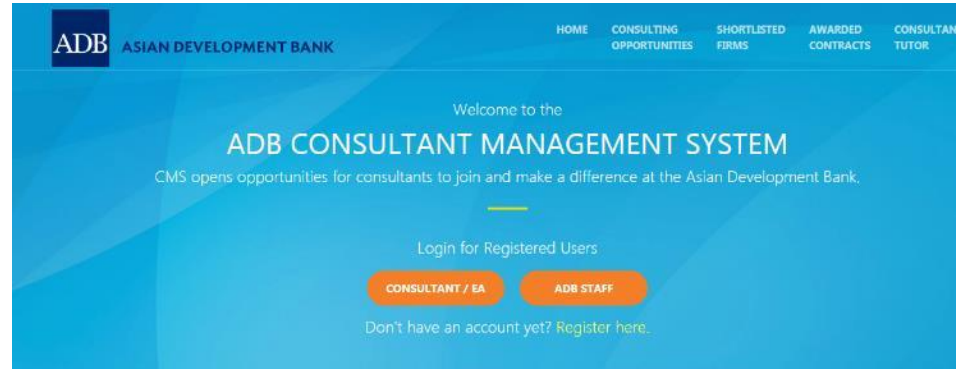 ADB ASIAN DEVELOPMENT BANK
HOME
CONSULTING
OPPORTUNITIES
SHORTLISTED
FIRMS
AWARDED
CONTRACTS
CONSULTAN
TUTOR
Welcome to the
ADB CONSULTANT MANAGEMENT SYSTEM
CMS opens opportunities for consultants to join and make a difference at the Asian Development Bank.
Login for Registered Users
CONSULTANT / EA
ADB STAFF
Don't have an account yet? Register here.